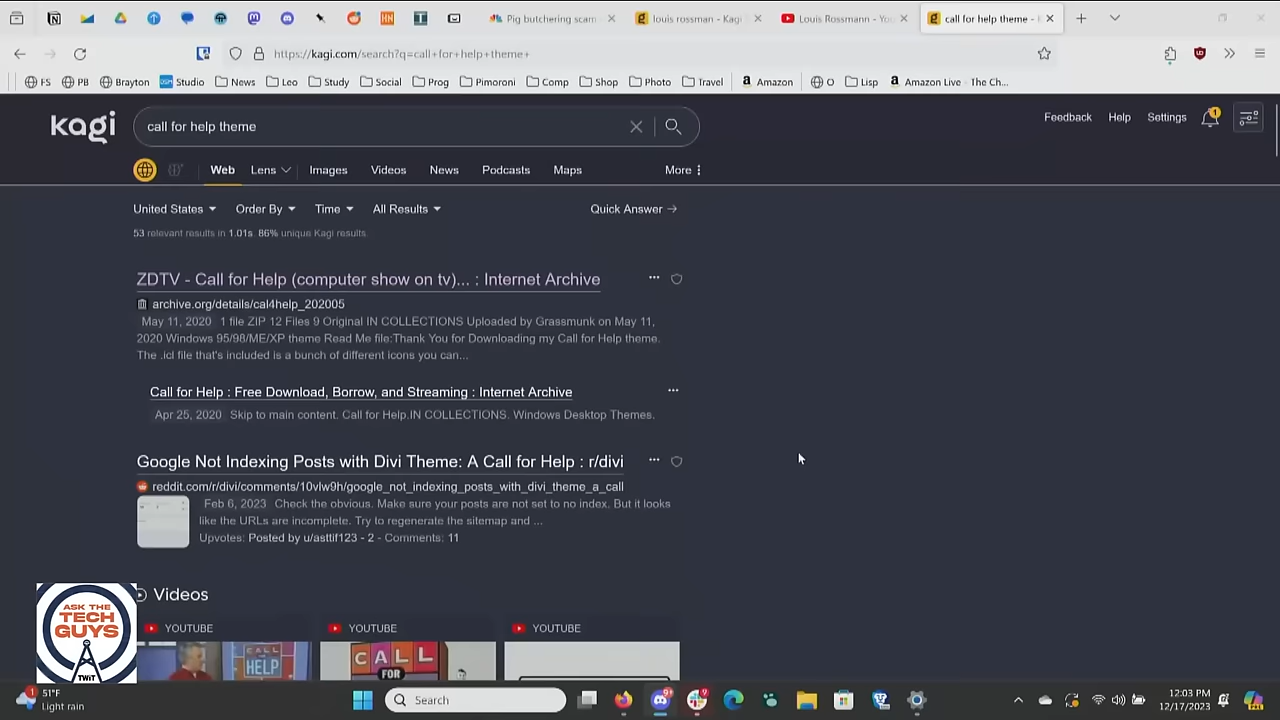 Pig butchering scam
louis rossman - Kagi
Louis Rossmann - You
call for help theme -
https://kagi.com/search?q=call+for+help+theme+
FS
PB
Brayton
DSM Studio
News
Leo
Study
Social
Prog
Pimoroni
Comp
Shop
Photo
Travel
a Amazon
O
Lisp
a Amazon Live - The Ch...
kagi
call for help theme
Feedback
Help
Settings
1
Web
Lens
Images
Videos
News
Podcasts
Maps
More
United States
Order By
Time
All Results
Quick Answer →
53 relevant results in 1.01s. 86% unique Kagi results.
ZDTV - Call for Help (computer show on tv)... : Internet Archive
archive.org/details/cal4help_202005
May 11, 2020 1 file ZIP 12 Files 9 Original IN COLLECTIONS Uploaded by Grassmunk on May 11,
2020 Windows 95/98/ME/XP theme Read Me file:Thank You for Downloading my Call for Help theme.
The .icl file that's included is a bunch of different icons you can...
Call for Help : Free Download, Borrow, and Streaming : Internet Archive
Apr 25, 2020 Skip to main content. Call for Help.IN COLLECTIONS. Windows Desktop Themes.
Google Not Indexing Posts with Divi Theme: A Call for Help : r/divi
reddit.com/r/divi/comments/10vlw9h/google_not_indexing_posts_with_divi_theme_a_call
Feb 6, 2023 Check the obvious. Make sure your posts are not set to no index. But it looks
like the URLs are incomplete. Try to regenerate the sitemap and ...
Upvotes: Posted by u/asttif123 - 2 - Comments: 11
Videos
YOUTUBE
YOUTUBE
YOUTUBE
CALL
HELP
CALL
FOR
ASK THE
TECH
GUYS
TWiT
1
51°F
Light rain
Search
12:03 PM
12/17/2023